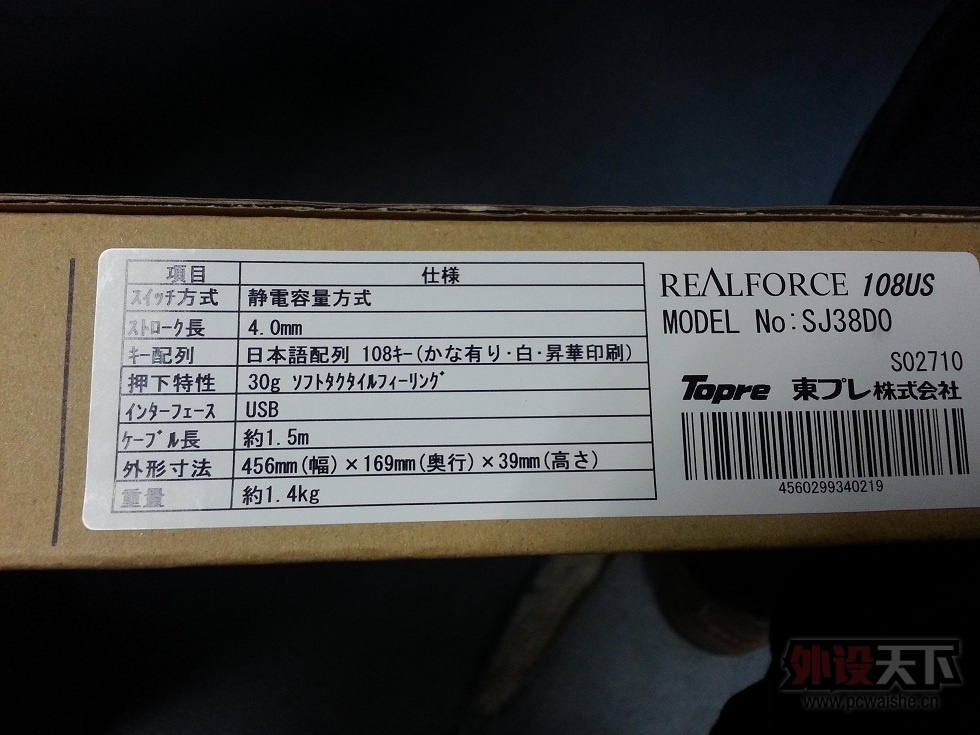 項目 仕様
スイッチ方式 静電容量方式
ストローク長 4.0mm
キー配列 日本語配列 108キー(かな有り・白・昇華印刷)
押下特性 30g ソフトタクタイルフィーリング
インターフェース USB
ケーブル長 約1.5m
外形寸法 456mm(幅)×169mm(奥行)×39mm(高さ)
重量 約1.4kg
REALFORCE 108US
MODEL No:SJ38D0
S02710
Topre 東プレ株式会社
4560299340219
外设天下
www.pcwaishe.cn